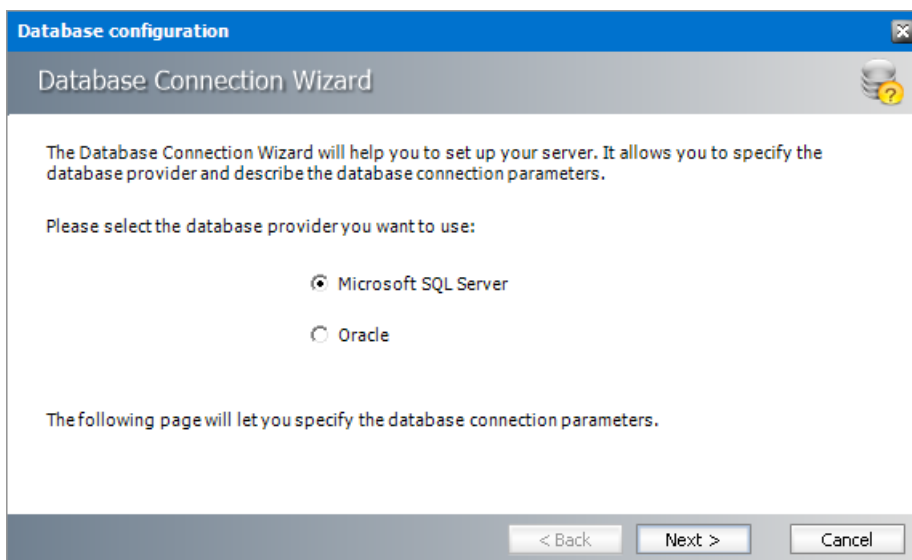 Database configuration
Database Connection Wizard
The Database Connection Wizard will help you to set up your server. It allows you to specify the
database provider and describe the database connection parameters.
Please select the database provider you want to use:
Microsoft SQL Server
Oracle
The following page will let you specify the database connection parameters.
< Back Next > Cancel